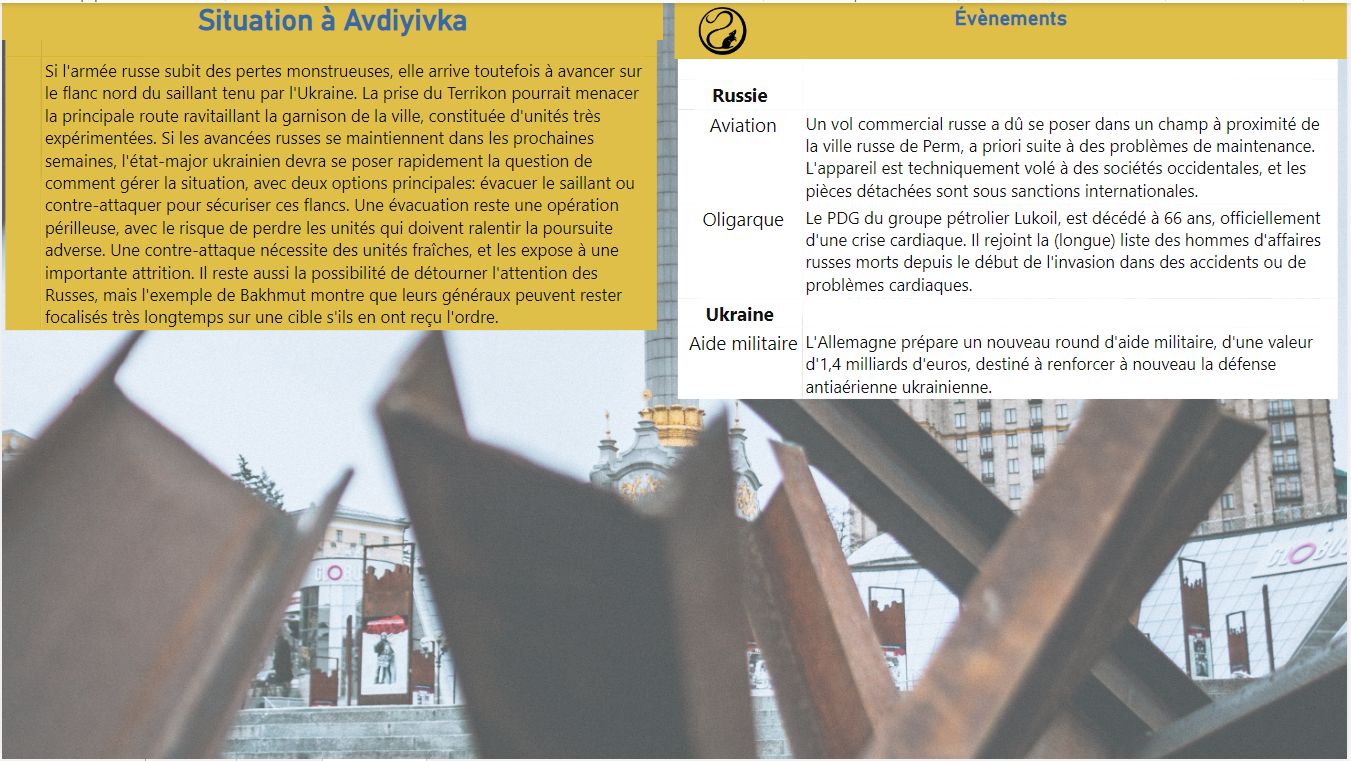 Situation à Avdiyivka
Si l'armée russe subit des pertes monstrueuses, elle arrive toutefois à avancer sur
le flanc nord du saillant tenu par l'Ukraine. La prise du Terrikon pourrait menacer
la principale route ravitaillant la garnison de la ville, constituée d'unités très
expérimentées. Si les avancées russes se maintiennent dans les prochaines
semaines, l'état-major ukrainien devra se poser rapidement la question de
comment gérer la situation, avec deux options principales: évacuer le saillant ou
contre-attaquer pour sécuriser ces flancs. Une évacuation reste une opération
périlleuse, avec le risque de perdre les unités qui doivent ralentir la poursuite
adverse. Une contre-attaque nécessite des unités fraîches, et les expose à une
importante attrition. Il reste aussi la possibilité de détourner l'attention des
Russes, mais l'exemple de Bakhmut montre que leurs généraux peuvent rester
focalisés très longtemps sur une cible s'ils en ont reçu l'ordre.
Évènements
Russie
Aviation
Un vol commercial russe a dû se poser dans un champ à proximité de
la ville russe de Perm, a priori suite à des problèmes de maintenance.
L'appareil est techniquement volé à des sociétés occidentales, et les
pièces détachées sont sous sanctions internationales.
Oligarque
Le PDG du groupe pétrolier Lukoil, est décédé à 66 ans, officiellement
d'une crise cardiaque. Il rejoint la (longue) liste des hommes d'affaires
russes morts depuis le début de l'invasion dans des accidents ou de
problèmes cardiaques.
Ukraine
Aide militaire
L'Allemagne prépare un nouveau round d'aide militaire, d'une valeur
d'1,4 milliards d'euros, destiné à renforcer à nouveau la défense
antiaérienne ukrainienne.
GLOBU